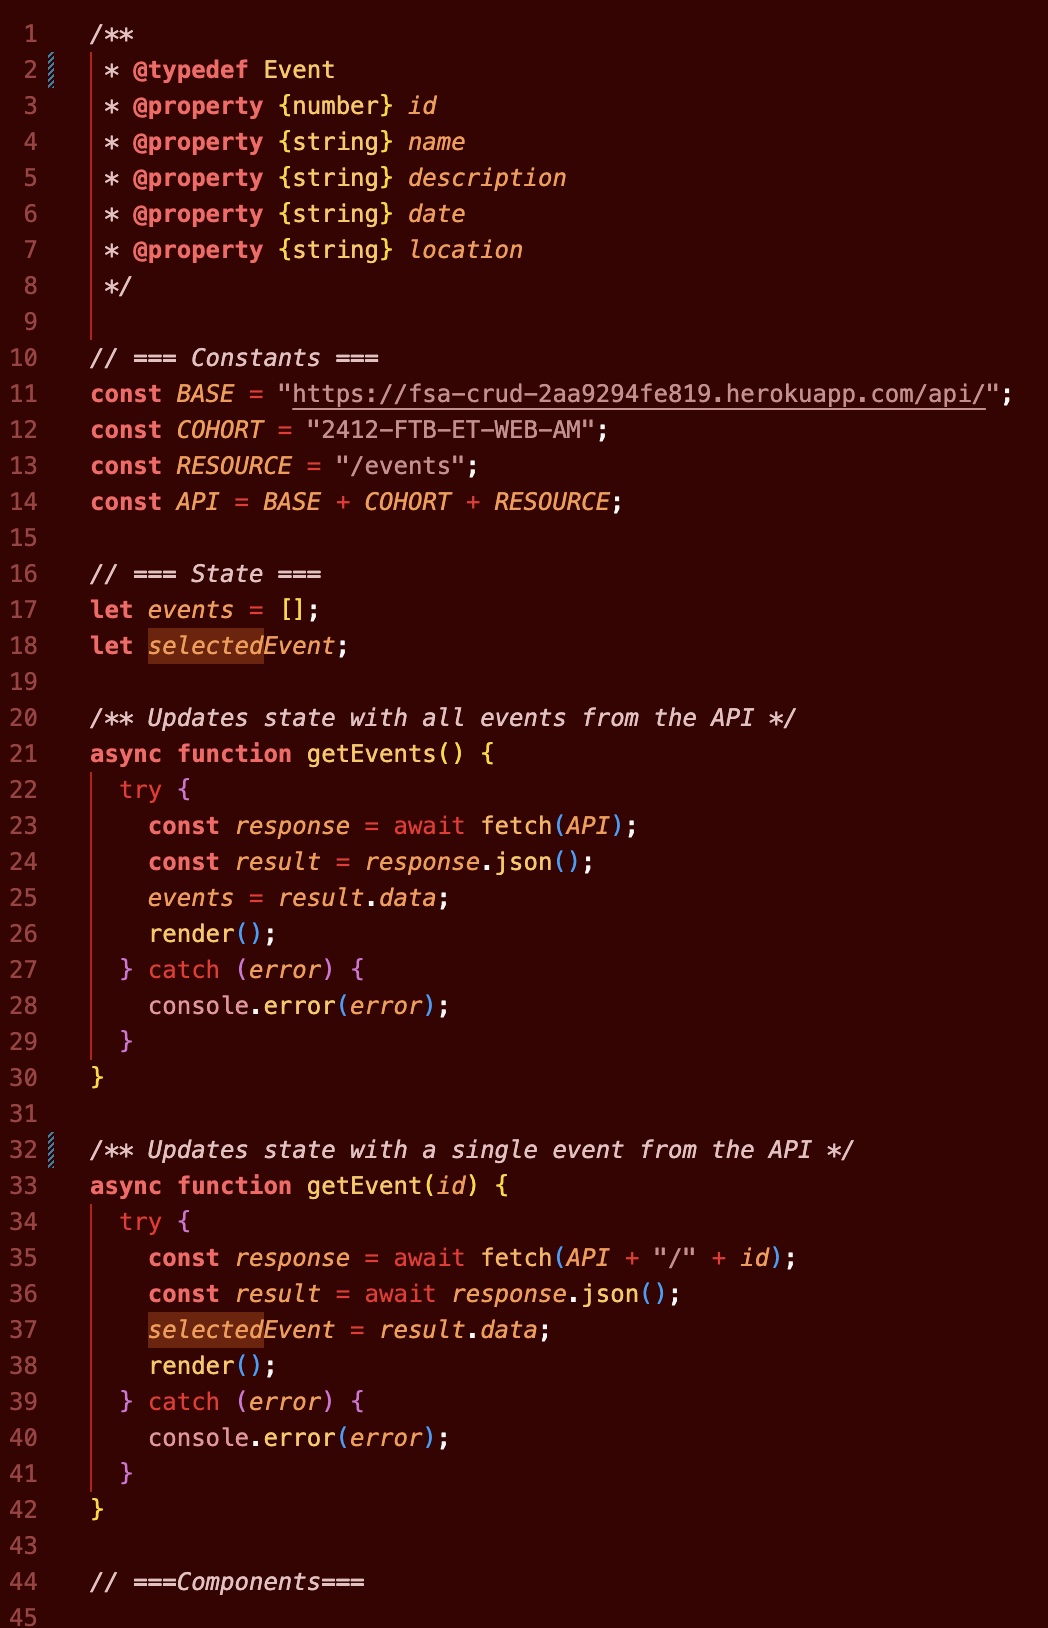 1 /**
2 * @typedef Event
3 * @property {number} id
4 * @property {string} name
5 * @property {string} description
6 * @property {string} date
7 * @property {string} location
8 */
9
10 // === Constants ===
11 const BASE = "https://fsa-crud-2aa9294fe819.herokuapp.com/api/";
12 const COHORT = "2412-FTB-ET-WEB-AM";
13 const RESOURCE = "/events";
14 const API = BASE + COHORT + RESOURCE;
15
16 // === State ===
17 let events = [];
18 let selectedEvent;
19
20 /** Updates state with all events from the API */
21 async function getEvents() {
22   try {
23     const response = await fetch(API);
24     const result = response.json();
25     events = result.data;
26     render();
27   } catch (error) {
28     console.error(error);
29   }
30 }
31
32 /** Updates state with a single event from the API */
33 async function getEvent(id) {
34   try {
35     const response = await fetch(API + "/" + id);
36     const result = await response.json();
37     selectedEvent = result.data;
38     render();
39   } catch (error) {
40     console.error(error);
41   }
42 }
43
44 // ===Components===
45